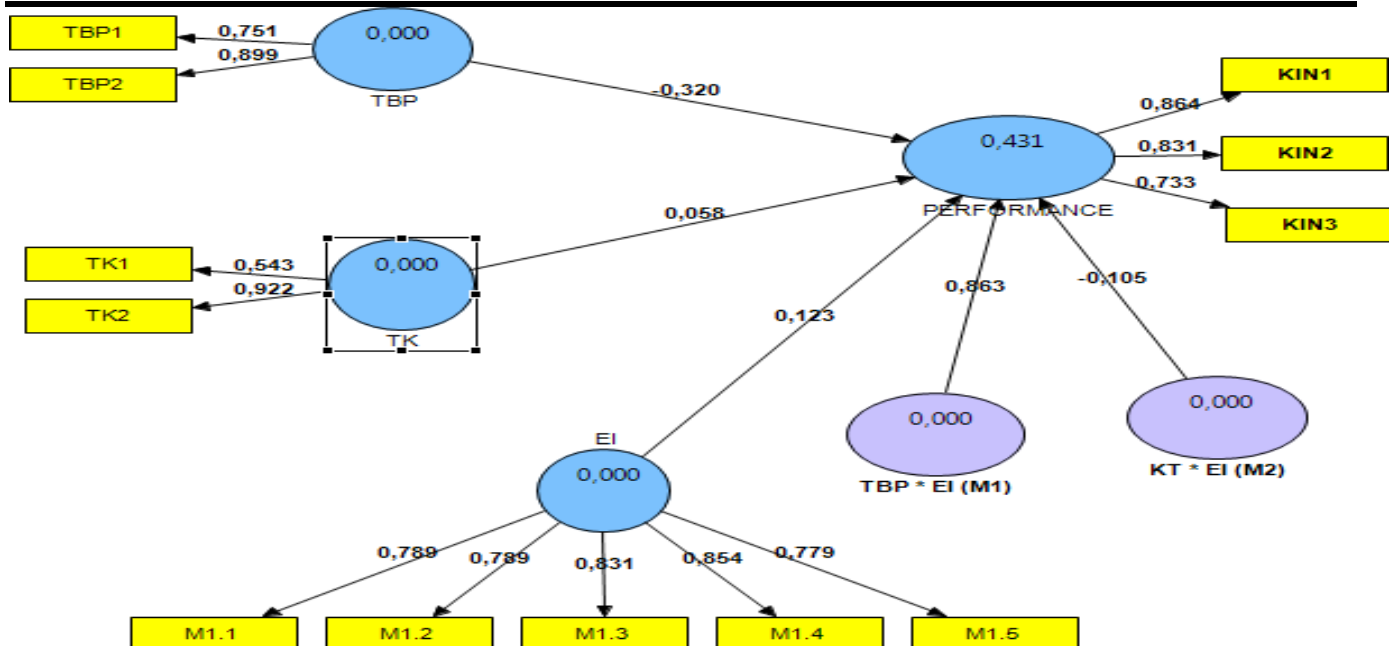 TBP1
0,751
0,000
TBP2
0,899
TBP
-0,320
KIN1
0,864
0,431
0,831
KIN2
0,733
PERFORMANCE
KIN3
0,058
TK1
0,543
0,000
TK2
0,922
TK
-0,105
0,863
0,123
0,000
0,000
TBP * EI (M1)
KT * EI (M2)
EI
0,000
0,789
0,789
0,831
0,854
0,779
M1.1
M1.2
M1.3
M1.4
M1.5